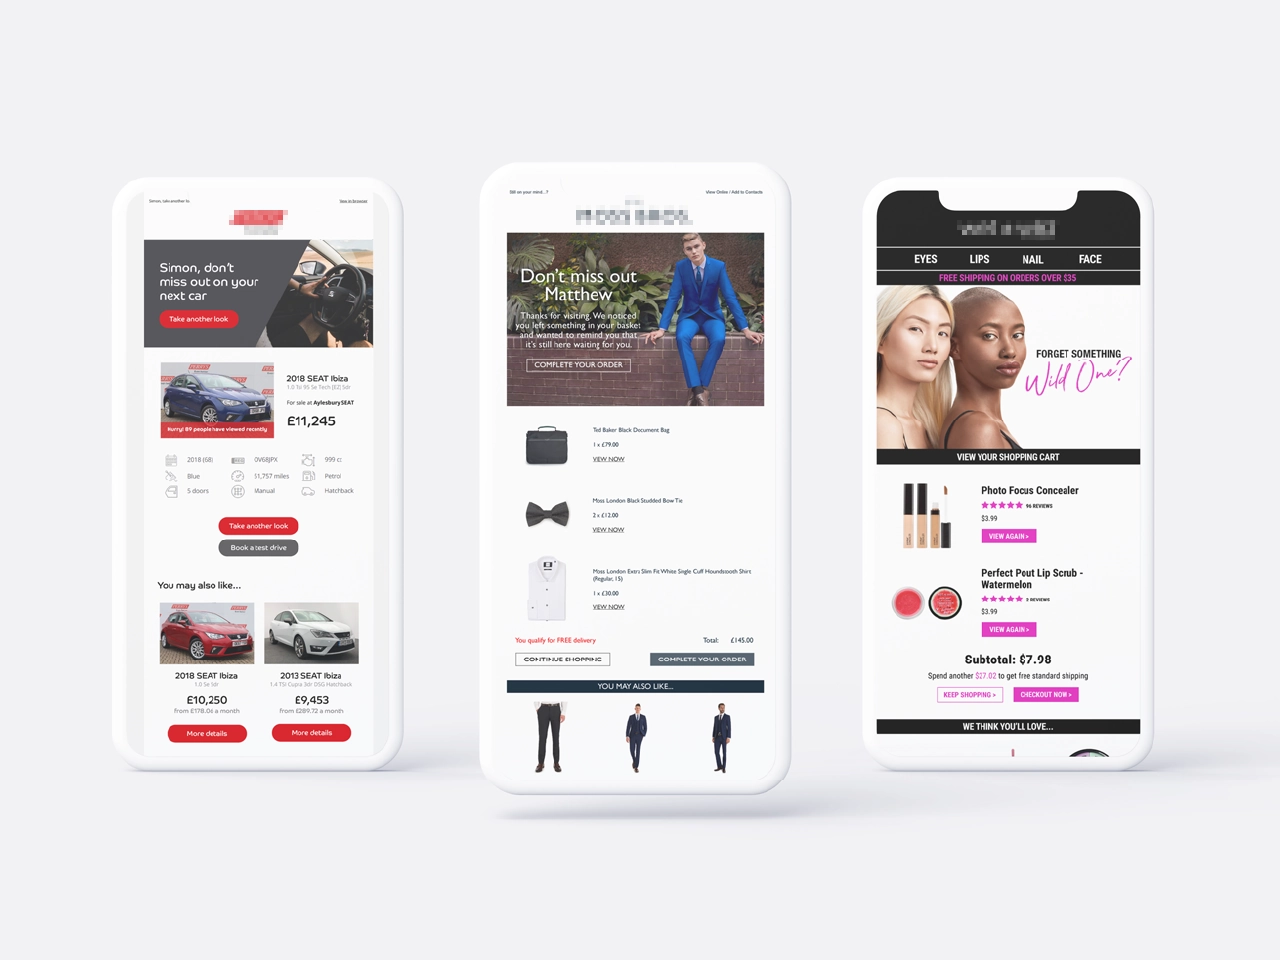 Simon, take another lo
View in browser
Simon, don't
miss out on your
next car
Take another look
2018 SEAT Ibiza
1.0 TSI 95 Se Tech [EZ] 5dr
For sale at Aylesbury SEAT
£11,245
Hurry! 89 people have viewed recently
2018 (68)
OV68JPX
999 cc
Blue
51,757 miles
Petrol
5 doors
Manual
Hatchback
Take another look
Book a test drive
You may also like...
2018 SEAT Ibiza
1.0 Se 5dr
£10,250
from £178.04 a month
More details
2013 SEAT Ibiza
1.4 TSI Cupra 3dr DSG Hatchback
£9,453
from £289.72 a month
More details
Still on your mind...?
View Online / Add to Contacts
MOSS BROS.
Don't miss out
Matthew
Thanks for visiting. We noticed
you left something in your basket
and wanted to remind you that
it's still here waiting for you.
COMPLETE YOUR ORDER
Ted Baker Black Document Bag
1 x £79.00
VIEW NOW
Moss London Black Studded Bow Tie
2 x £12.00
VIEW NOW
Moss London Extra Slim Fit White Single Cuff Houndstooth Shirt
(Regular, 15)
1 x £30.00
VIEW NOW
You qualify for FREE delivery
Total: £145.00
CONTINUE SHOPPING
COMPLETE YOUR ORDER
YOU MAY ALSO LIKE...
EYES LIPS NAIL FACE
FREE SHIPPING ON ORDERS OVER $35
FORGET SOMETHING
Wild One?
VIEW YOUR SHOPPING CART
Photo Focus Concealer
96 REVIEWS
$3.99
VIEW AGAIN >
Perfect Pout Lip Scrub -
Watermelon
REVIEWS
$3.99
VIEW AGAIN >
Subtotal: $7.98
Spend another $27.02 to get free standard shipping
KEEP SHOPPING >
CHECKOUT NOW >
WE THINK YOU'LL LOVE...